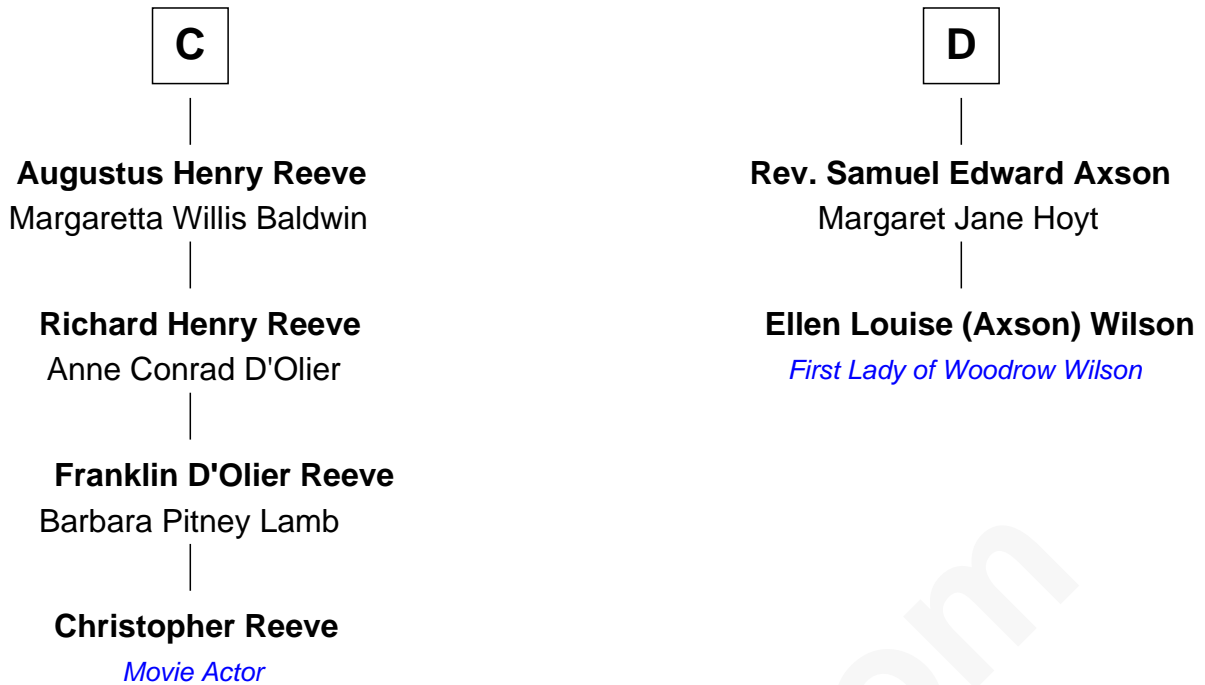 C
Augustus Henry Reeve
Margaretta Willis Baldwin
Richard Henry Reeve
Anne Conrad D'Olier
Franklin D'Olier Reeve
Barbara Pitney Lamb
Christopher Reeve
Movie Actor
D
Rev. Samuel Edward Axson
Margaret Jane Hoyt
Ellen Louise (Axson) Wilson
First Lady of Woodrow Wilson
om